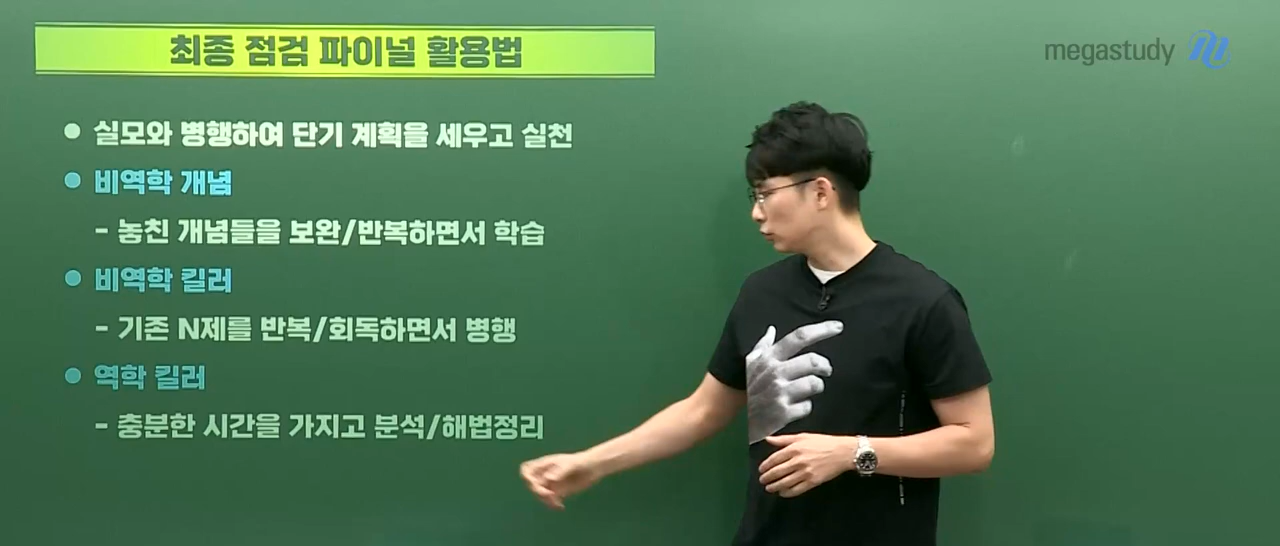 최종 점검 파이널 활용법
megastudy
● 실모와 병행하여 단기 계획을 세우고 실천
● 비역학 개념
- 놓친 개념들을 보완/반복하면서 학습
● 비역학 킬러
- 기존 N제를 반복/회독하면서 병행
● 역학 킬러
- 충분한 시간을 가지고 분석/해법정리